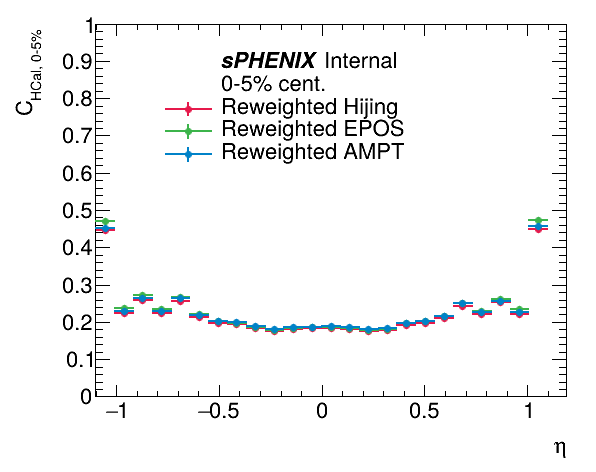 C_HCal, 0-5%
1
0.9
0.8
0.7
0.6
0.5
0.4
0.3
0.2
0.1
0
sPHENIX Internal
0-5% cent.
Reweighted Hijing
Reweighted EPOS
Reweighted AMPT
−1 −0.5 0 0.5 1
η